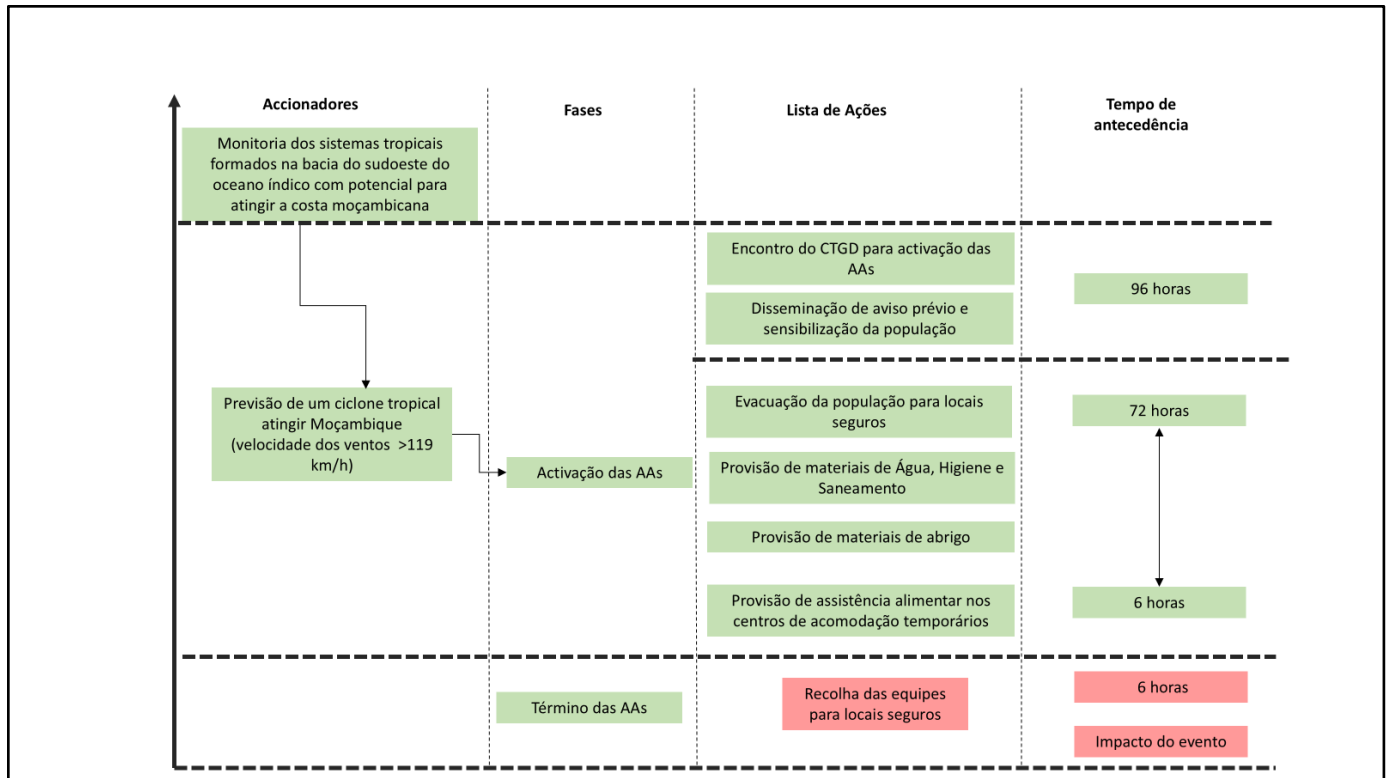 Accionadores
Fases
Lista de Ações
Tempo de
antecedência
Monitoria dos sistemas tropicais
formados na bacia do sudoeste do
oceano índico com potencial para
atingir a costa moçambicana
Encontro do CTGD para activação das
AAs
Disseminação de aviso prévio e
sensibilização da população
96 horas
Previsão de um ciclone tropical
atingir Moçambique
(velocidade dos ventos >119
km/h)
Activação das AAs
Evacuação da população para locais
seguros
Provisão de materiais de Água, Higiene e
Saneamento
Provisão de materiais de abrigo
Provisão de assistência alimentar nos
centros de acomodação temporários
72 horas
6 horas
Término das AAs
Recolha das equipes
para locais seguros
6 horas
Impacto do evento